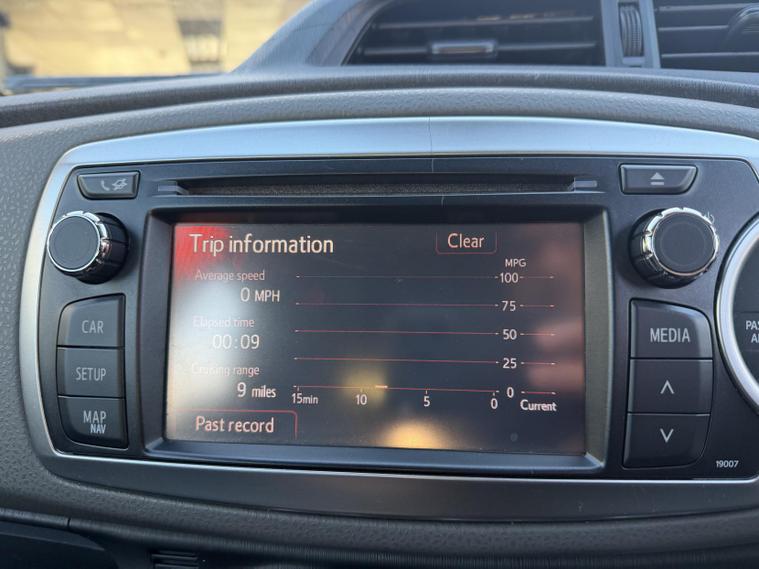 Trip information
Clear
Average speed
0 MPH
Elapsed time
00:09
Cruising range
9 miles
Past record
MPG
100
75
50
25
0
15min 10 5 0 Current
CAR
SETUP
MAP
NAV
MEDIA
19007